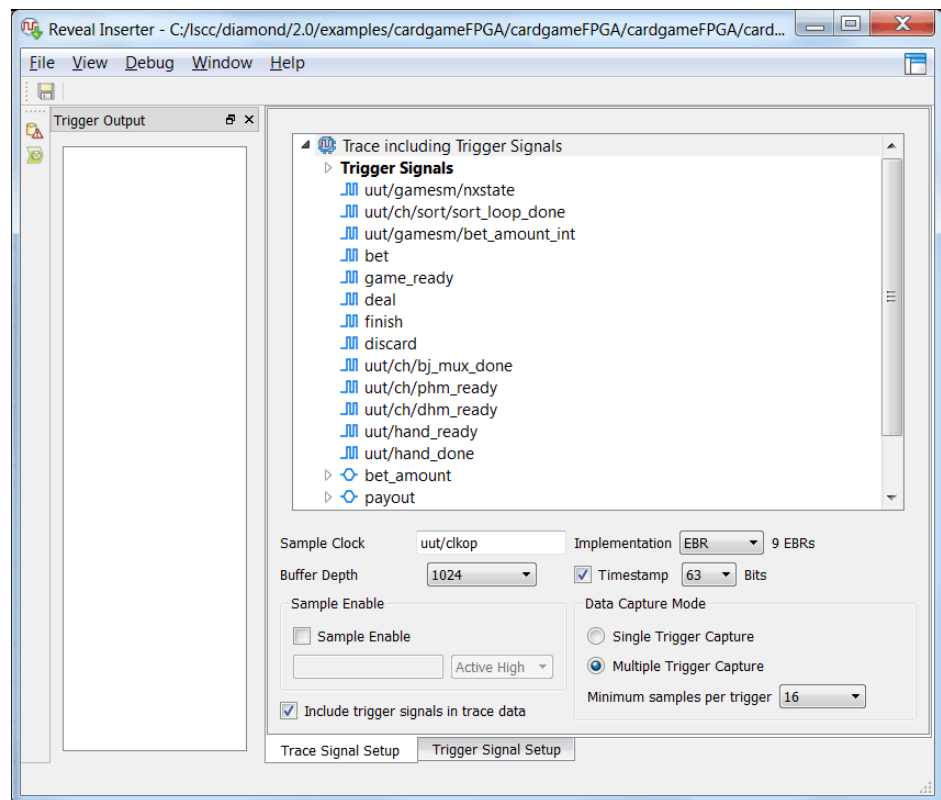 Reveal Inserter - C:/lscc/diamond/2.0/examples/cardgameFPGA/cardgameFPGA/cardgameFPGA/card...
File View Debug Window Help
Trigger Output
Trace including Trigger Signals
Trigger Signals
uut/gamesm/nxstate
uut/ch/sort/sort_loop_done
uut/gamesm/bet_amount_int
bet
game_ready
deal
finish
discard
uut/ch/bj_mux_done
uut/ch/phm_ready
uut/ch/dhm_ready
uut/hand_ready
uut/hand_done
bet_amount
payout
Sample Clock uut/clkop Implementation EBR 9 EBRs
Buffer Depth 1024 Timestamp 63 Bits
Sample Enable Data Capture Mode
Sample Enable Single Trigger Capture
Active High Multiple Trigger Capture
Minimum samples per trigger 16
Include trigger signals in trace data
Trace Signal Setup Trigger Signal Setup